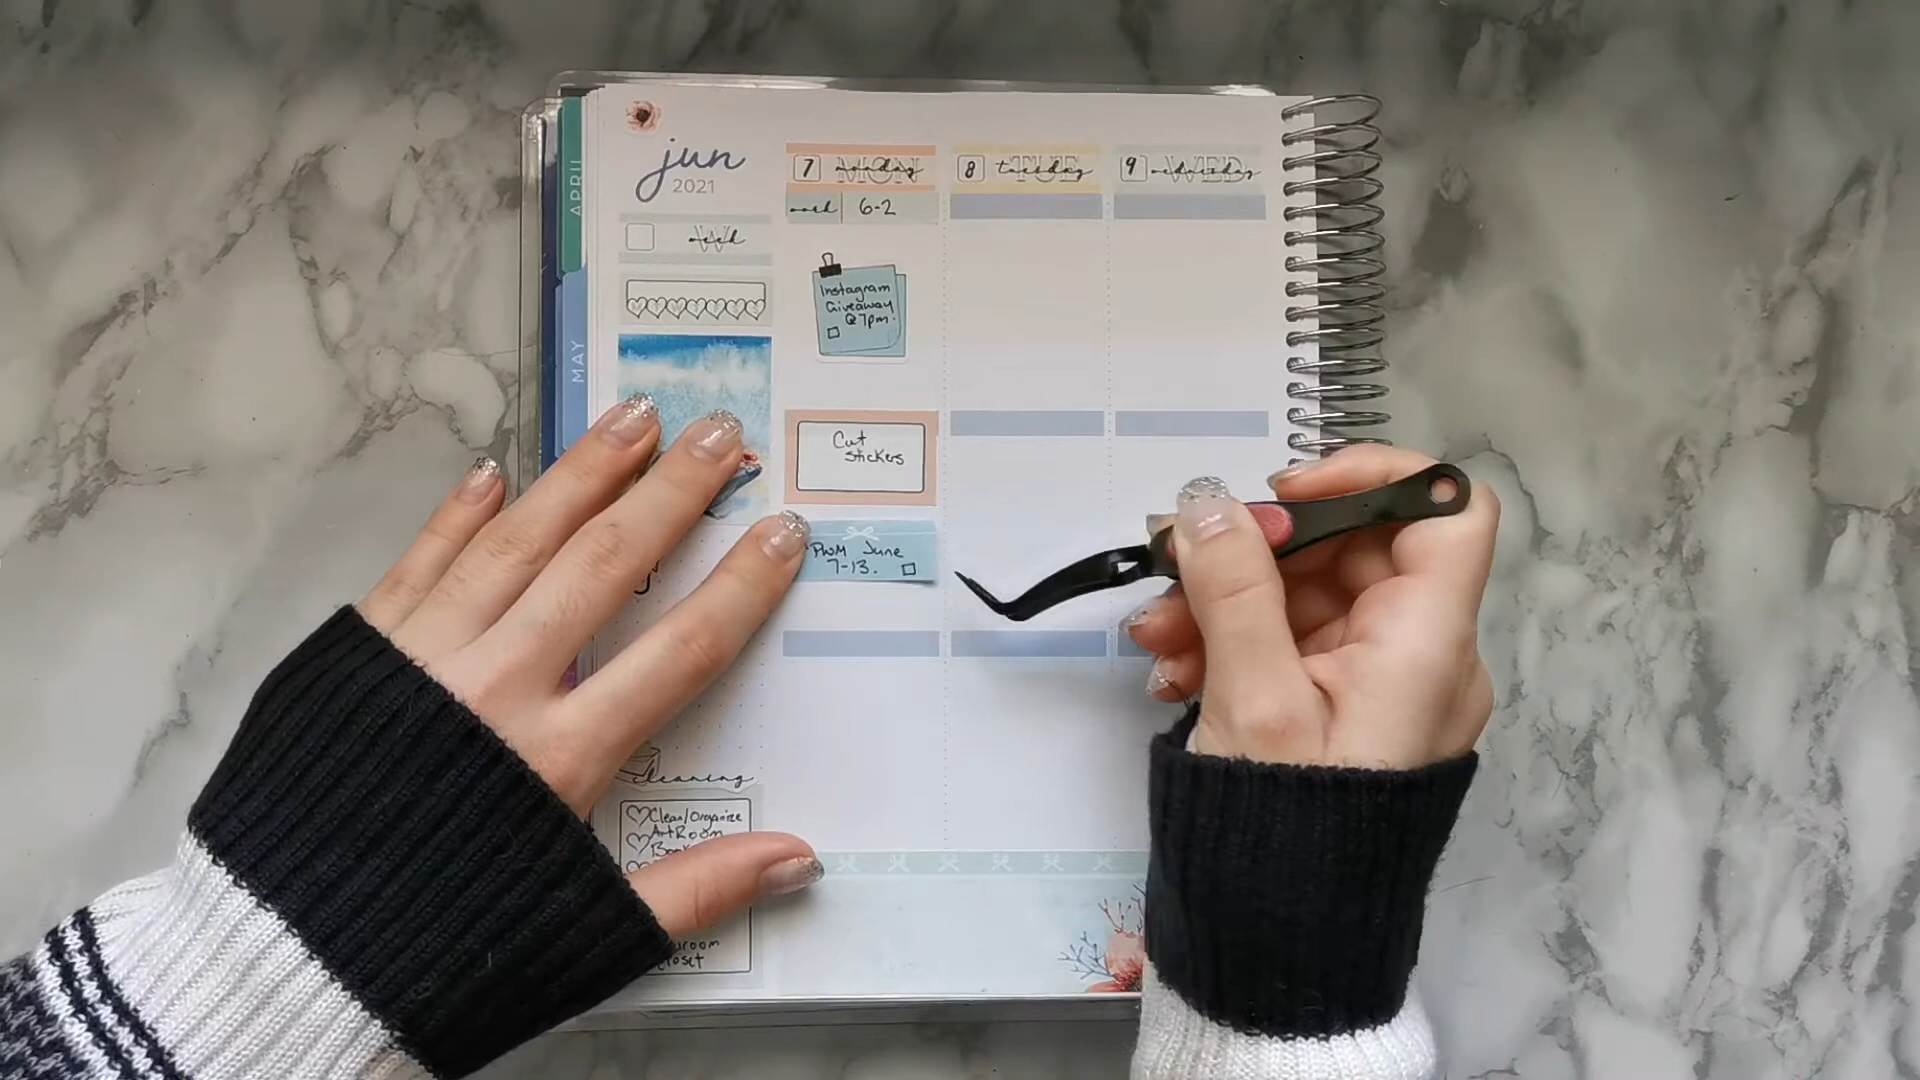 APRIL
MAY
jun
2021
week
7 MON monday
8 TUE tuesday
9 WED wednesday
work 6-2
Instagram
Giveaway
@7pm.
Cut
Stickers
PWM June
7-13.
cleaning
Clean/Organize
Art Room
closet